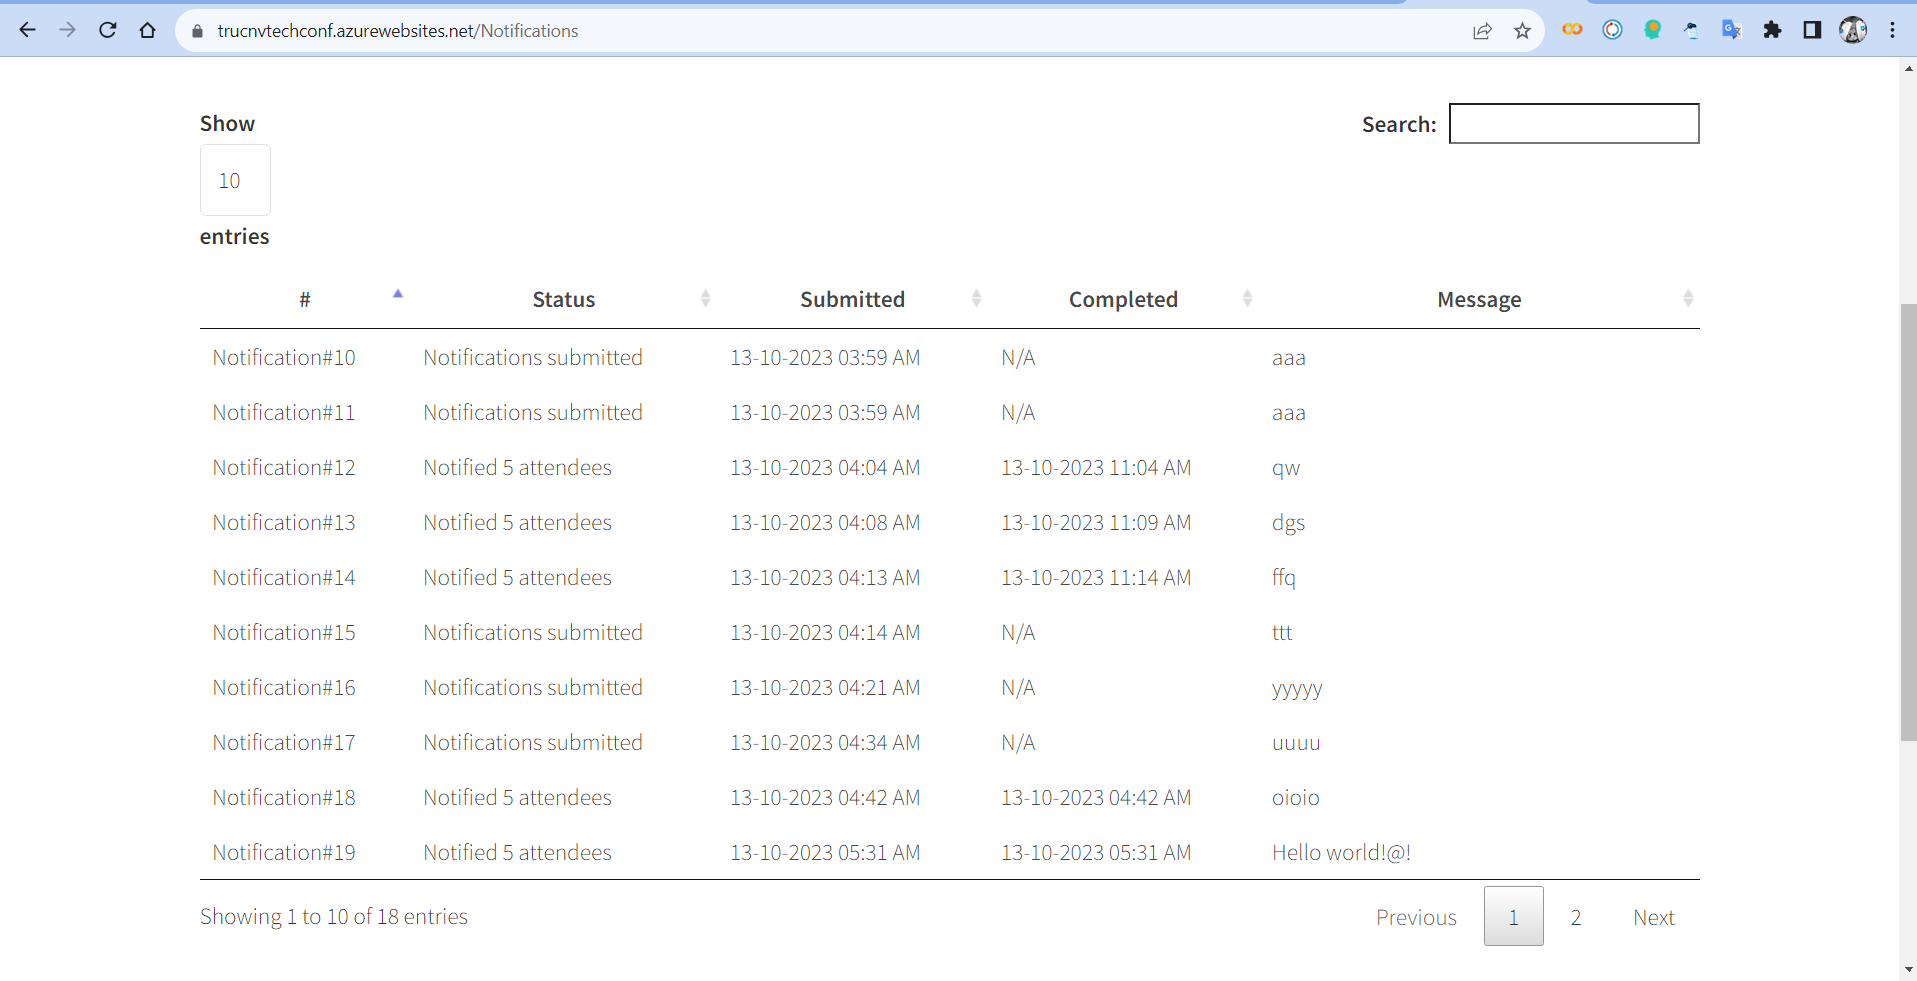 trucnvtechconf.azurewebsites.net/Notifications
Show
10
entries
Search:
# Status Submitted Completed Message
Notification#10 Notifications submitted 13-10-2023 03:59 AM N/A aaa
Notification#11 Notifications submitted 13-10-2023 03:59 AM N/A aaa
Notification#12 Notified 5 attendees 13-10-2023 04:04 AM 13-10-2023 11:04 AM qw
Notification#13 Notified 5 attendees 13-10-2023 04:08 AM 13-10-2023 11:09 AM dgs
Notification#14 Notified 5 attendees 13-10-2023 04:13 AM 13-10-2023 11:14 AM ffq
Notification#15 Notifications submitted 13-10-2023 04:14 AM N/A ttt
Notification#16 Notifications submitted 13-10-2023 04:21 AM N/A yyyyy
Notification#17 Notifications submitted 13-10-2023 04:34 AM N/A uuuu
Notification#18 Notified 5 attendees 13-10-2023 04:42 AM 13-10-2023 04:42 AM oioio
Notification#19 Notified 5 attendees 13-10-2023 05:31 AM 13-10-2023 05:31 AM Hello world!@!
Showing 1 to 10 of 18 entries
Previous 1 2 Next